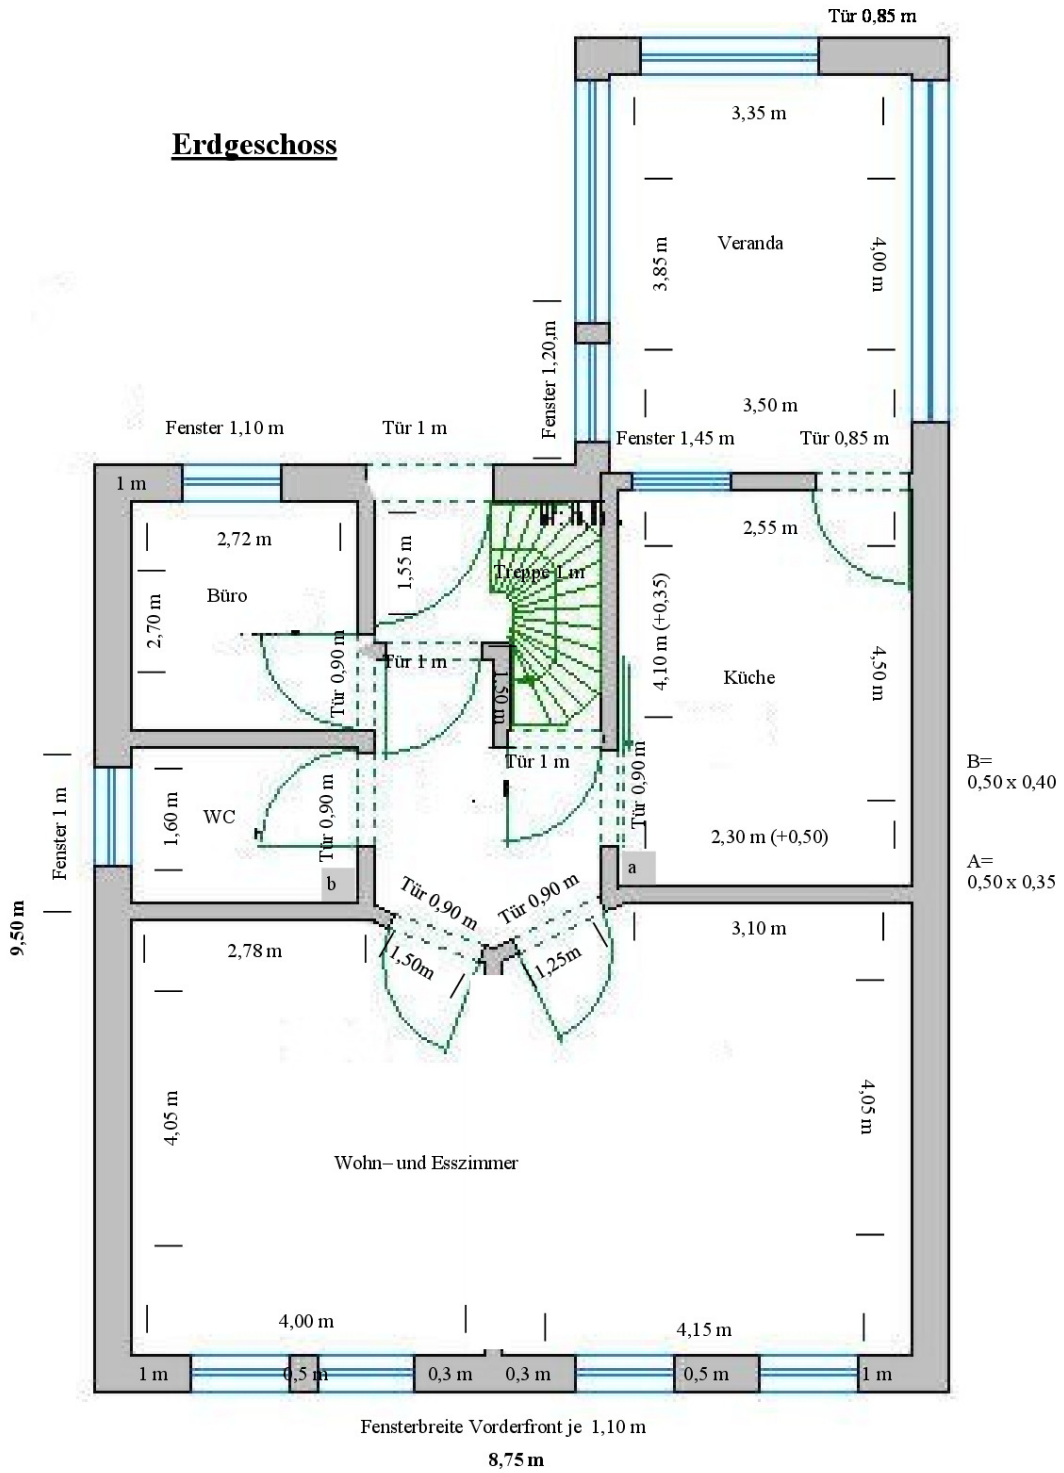 Tür 0,85 m
3,35 m
Erdgeschoss
Veranda
3,85 m
4,00 m
Fenster 1,20,m
3,50 m
Fenster 1,10 m
Tür 1 m
Fenster 1,45 m
Tür 0,85 m
1 m
2,72 m
2,55 m
1,55 m
Treppe 1 m
Büro
2,70 m
4,10 m (+0,35)
Tür 0,90 m
Tür 1 m
1,50 m
Küche
4,50 m
Tür 1 m
Tür 0,90 m
B=
0,50 x 0,40
Fenster 1 m
1,60 m
WC
Tür 0,90 m
2,30 m (+0,50)
b
a
A=
0,50 x 0,35
Tür 0,90 m
Tür 0,90 m
9,50 m
2,78 m
1,50m
1,25m
3,10 m
4,05 m
4,05 m
Wohn– und Esszimmer
4,00 m
4,15 m
1 m
0,5 m
0,3 m
0,3 m
0,5 m
1 m
Fensterbreite Vorderfront je 1,10 m
8,75 m